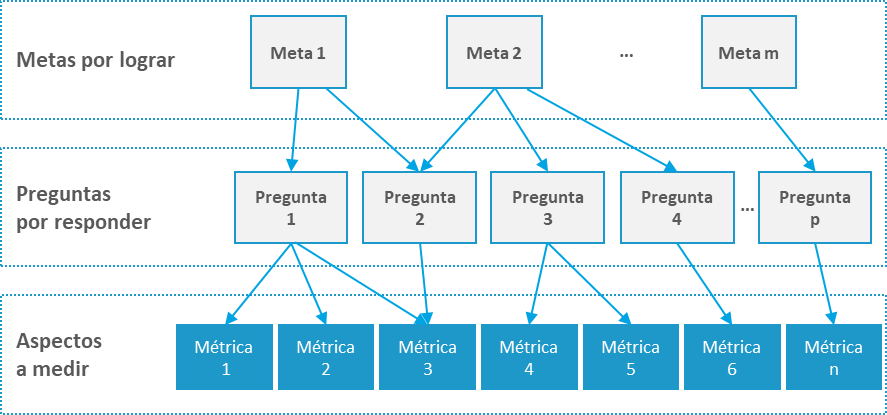 Metas por lograr
Meta 1
Meta 2
...
Meta m
Preguntas
por responder
Pregunta
1
Pregunta
2
Pregunta
3
Pregunta
4
...
Pregunta
p
Aspectos
a medir
Métrica
1
Métrica
2
Métrica
3
Métrica
4
Métrica
5
Métrica
6
Métrica
n